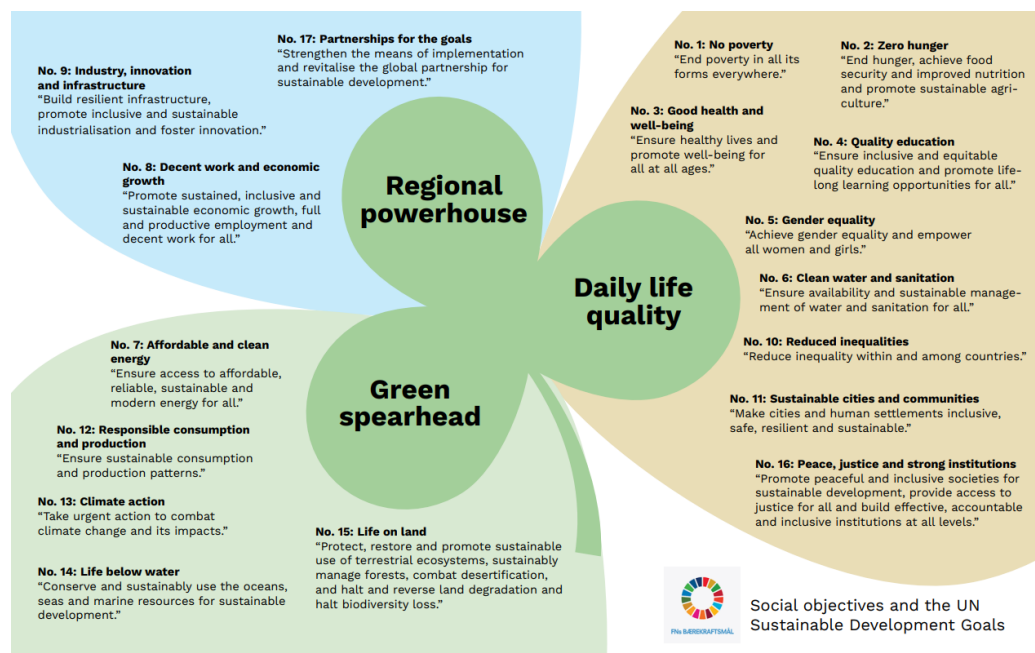 No. 17: Partnerships for the goals
“Strengthen the means of implementation
and revitalise the global partnership for
sustainable development.”
No. 9: Industry, innovation
and infrastructure
“Build resilient infrastructure,
promote inclusive and sustainable
industrialisation and foster innovation.”
No. 8: Decent work and economic
growth
“Promote sustained, inclusive and
sustainable economic growth, full
and productive employment and
decent work for all.”
Regional
powerhouse
No. 1: No poverty
“End poverty in all its
forms everywhere.”
No. 2: Zero hunger
“End hunger, achieve food
security and improved nutrition
and promote sustainable agri-
culture.”
No. 3: Good health and
well-being
“Ensure healthy lives and
promote well-being for
all at all ages.”
No. 4: Quality education
“Ensure inclusive and equitable
quality education and promote life-
long learning opportunities for all.”
No. 5: Gender equality
“Achieve gender equality and empower
all women and girls.”
Daily life
quality
No. 6: Clean water and sanitation
“Ensure availability and sustainable manage-
ment of water and sanitation for all.”
No. 10: Reduced inequalities
“Reduce inequality within and among countries.”
No. 11: Sustainable cities and communities
“Make cities and human settlements inclusive,
safe, resilient and sustainable.”
No. 16: Peace, justice and strong institutions
“Promote peaceful and inclusive societies for
sustainable development, provide access to
justice for all and build effective, accountable
and inclusive institutions at all levels.”
No. 7: Affordable and clean
energy
“Ensure access to affordable,
reliable, sustainable and
modern energy for all.”
Green
spearhead
No. 12: Responsible consumption
and production
“Ensure sustainable consumption
and production patterns.”
No. 13: Climate action
“Take urgent action to combat
climate change and its impacts.”
No. 14: Life below water
“Conserve and sustainably use the oceans,
seas and marine resources for sustainable
development.”
No. 15: Life on land
“Protect, restore and promote sustainable
use of terrestrial ecosystems, sustainably
manage forests, combat desertification,
and halt and reverse land degradation and
halt biodiversity loss.”
FNs BÆREKRAFTSMÅL
Social objectives and the UN
Sustainable Development Goals